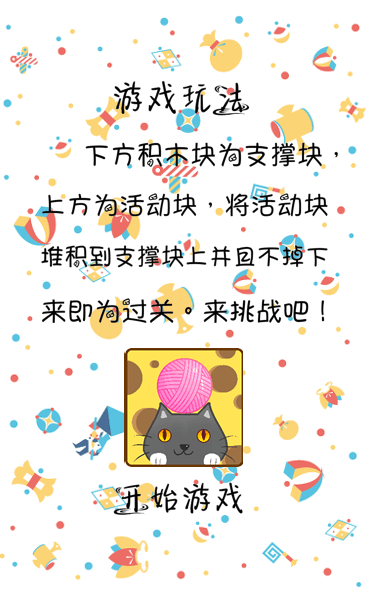 游戏玩法
下方积木块为支撑块，
上方为活动块，将活动块
堆积到支撑块上并且不掉下
来即为过关。来挑战吧！
开始游戏